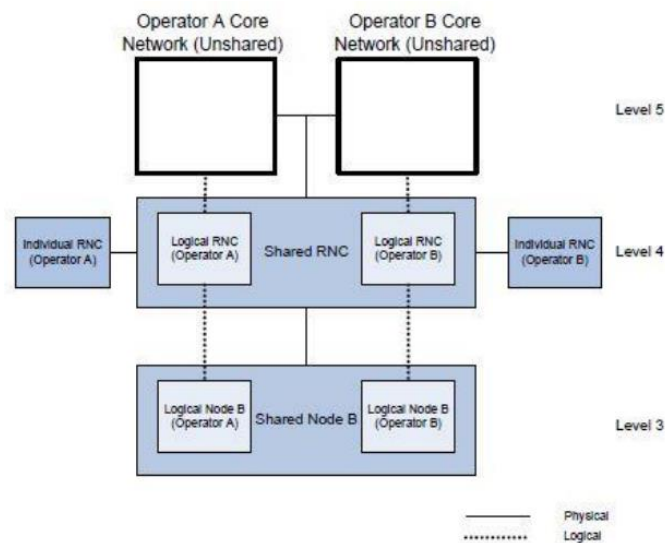 Operator A Core
Network (Unshared)
Operator B Core
Network (Unshared)
Level 5
Individual RNC
(Operator A)
Logical RNC
(Operator A)
Shared RNC
Logical RNC
(Operator B)
Individual RNC
(Operator B)
Level 4
Logical Node B
(Operator A)
Shared Node B
Logical Node B
(Operator B)
Level 3
Physical
Logical